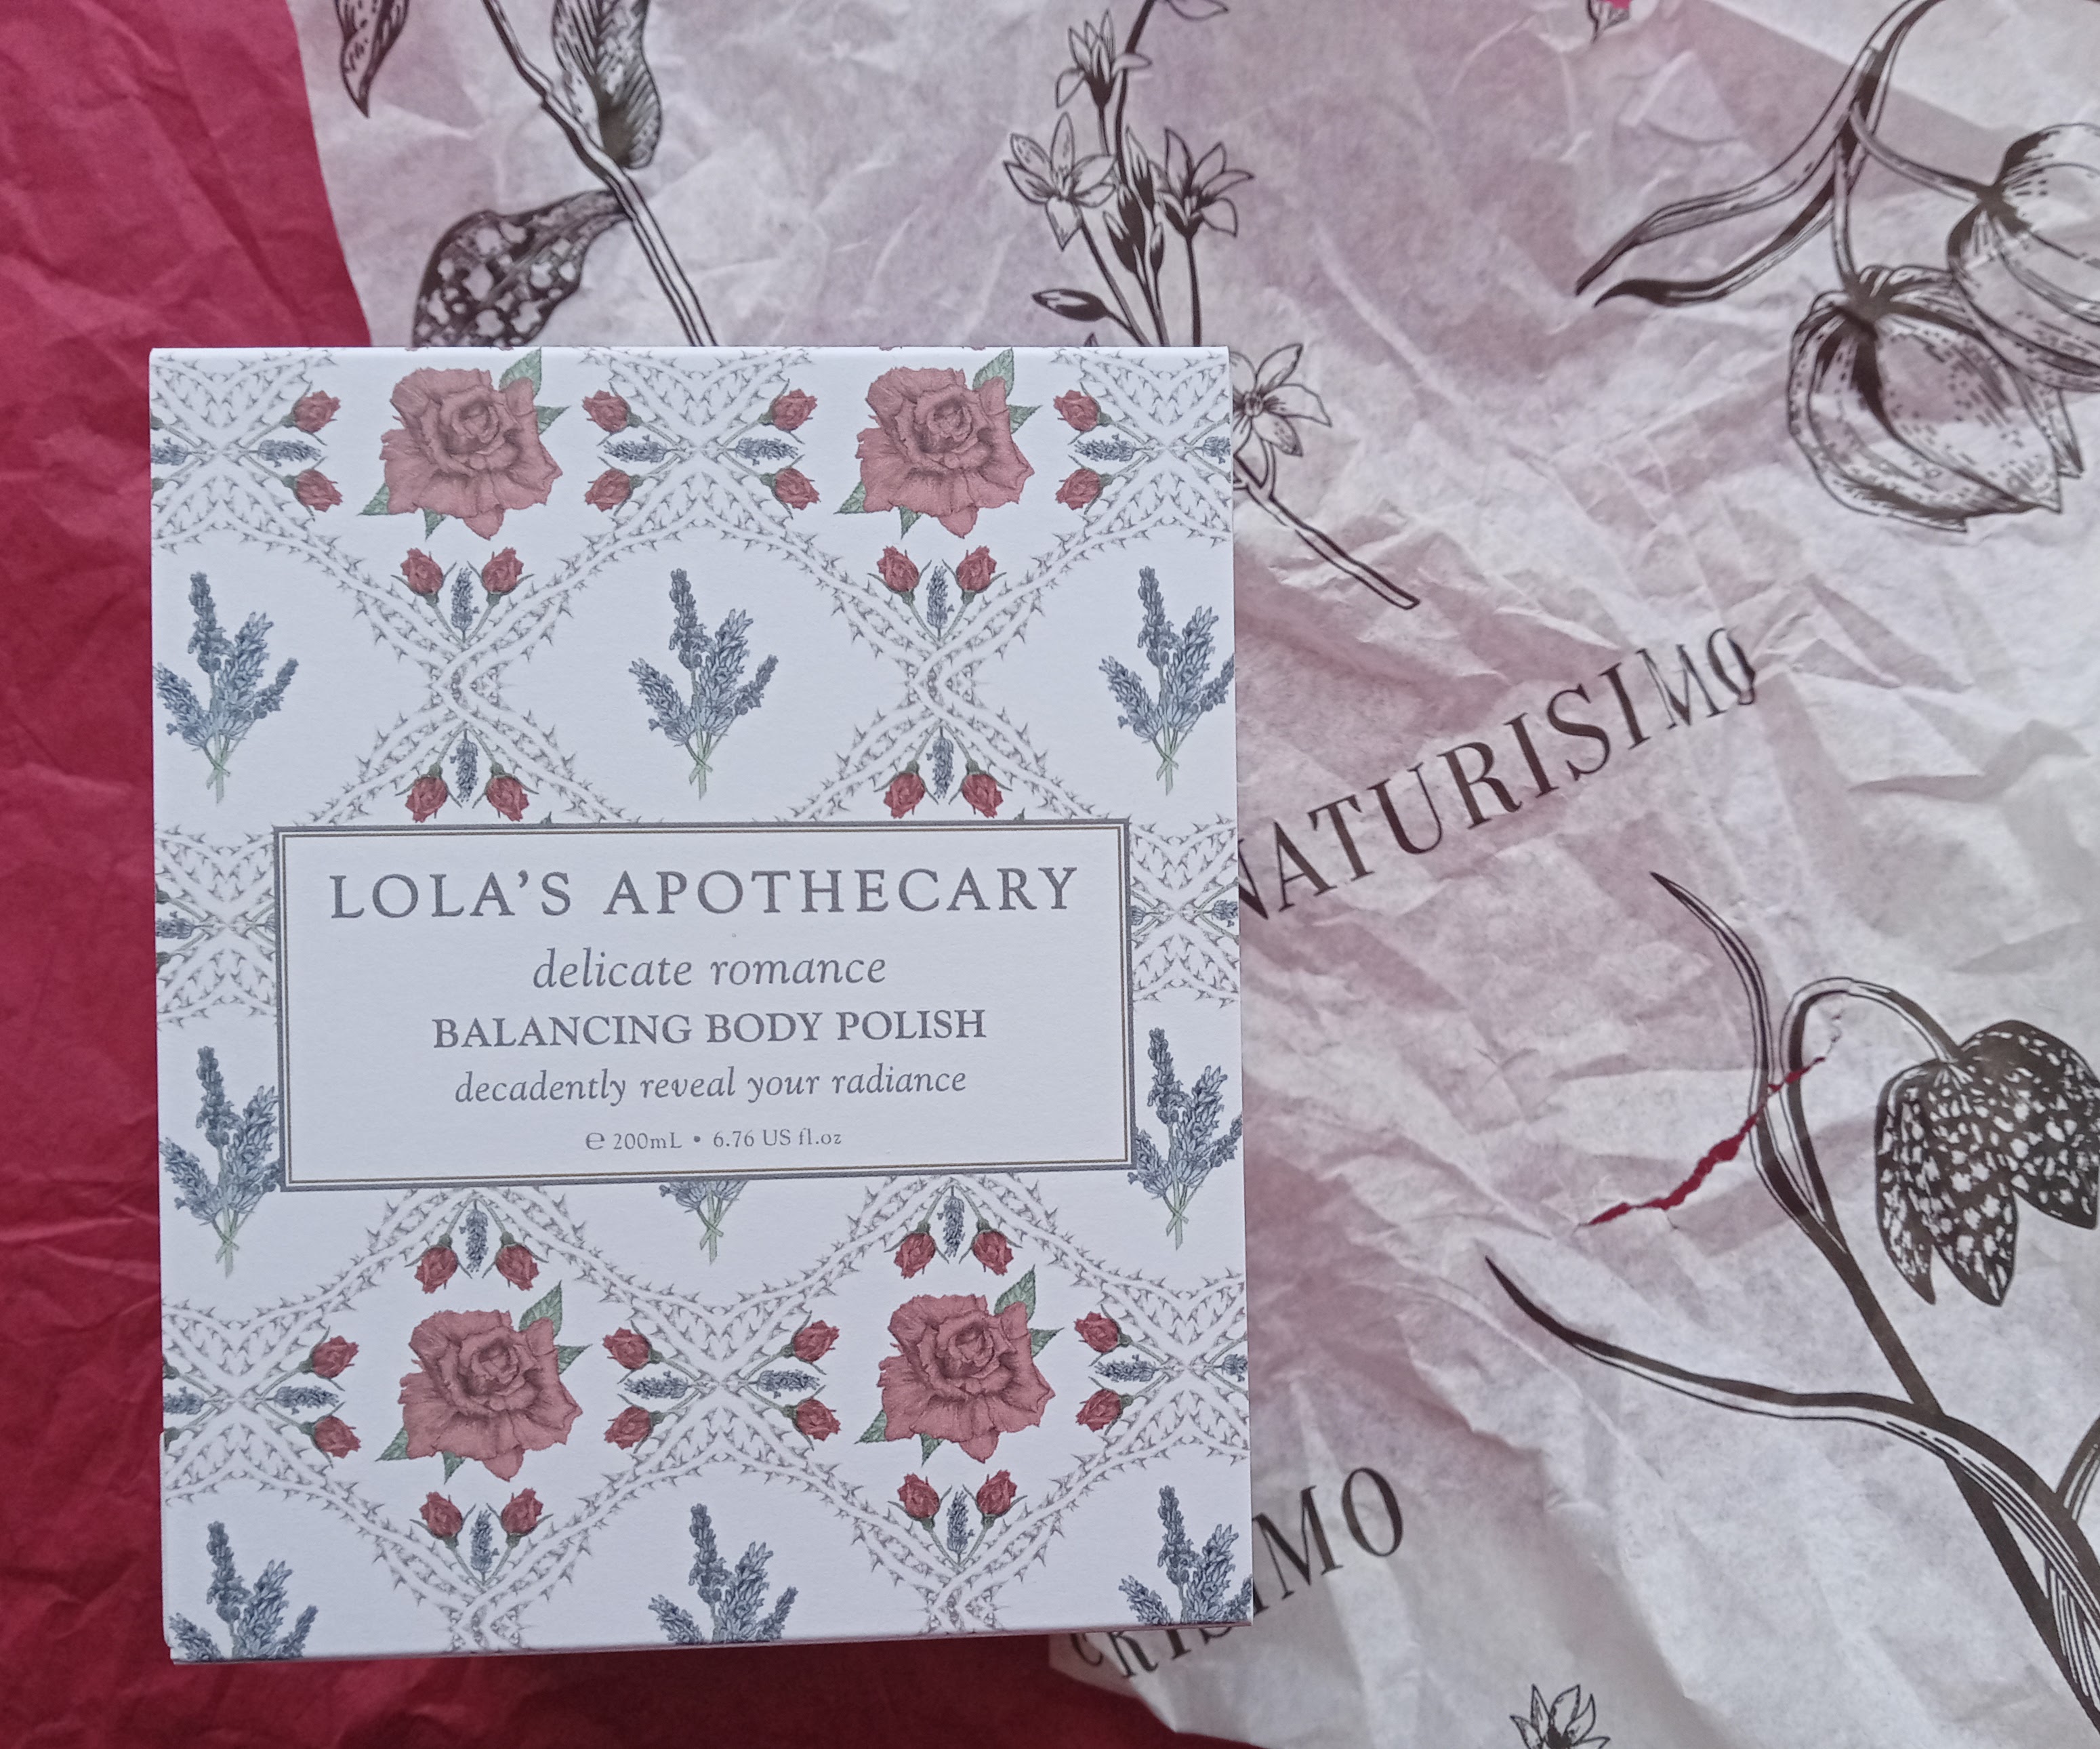 LOLA'S APOTHECARY
delicate romance
BALANCING BODY POLISH
decadently reveal your radiance
℮ 200mL • 6.76 US fl.oz
NATURISIMO